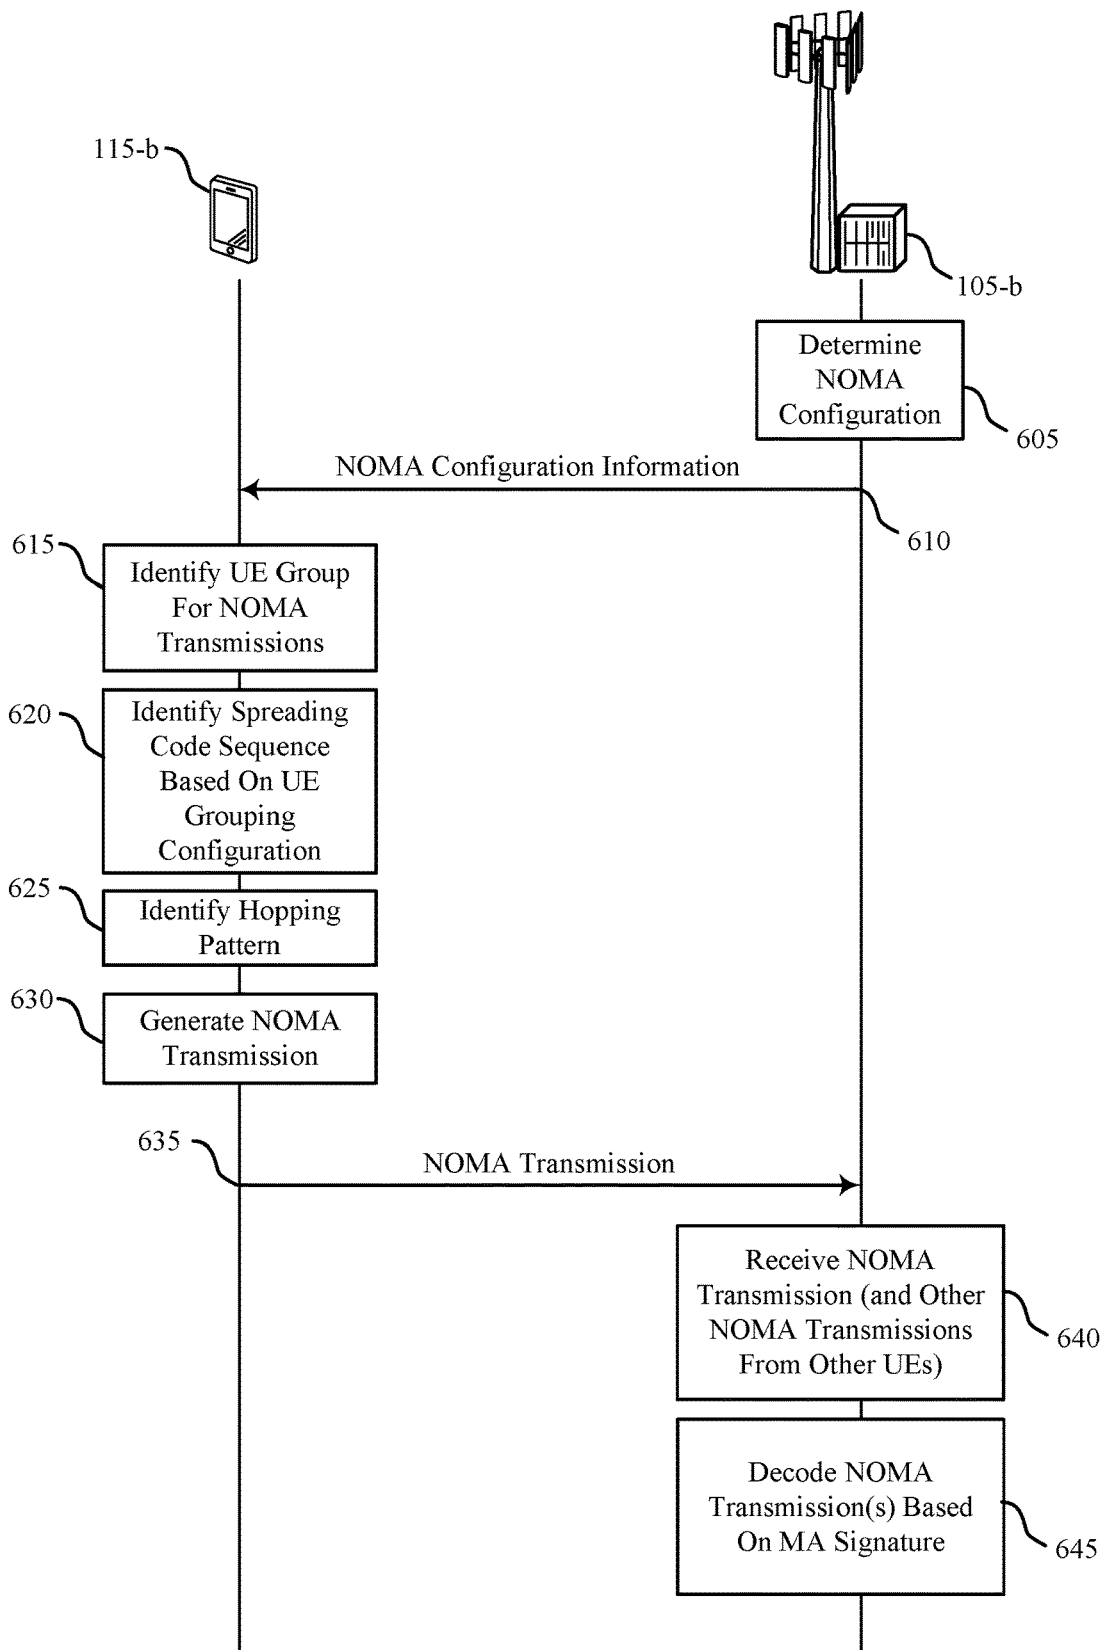 115-b
105-b
Determine
NOMA
Configuration
605
NOMA Configuration Information
610
615
Identify UE Group
For NOMA
Transmissions
620
Identify Spreading
Code Sequence
Based On UE
Grouping
Configuration
625
Identify Hopping
Pattern
630
Generate NOMA
Transmission
635
NOMA Transmission
Receive NOMA
Transmission (and Other
NOMA Transmissions
From Other UEs)
640
Decode NOMA
Transmission(s) Based
On MA Signature
645